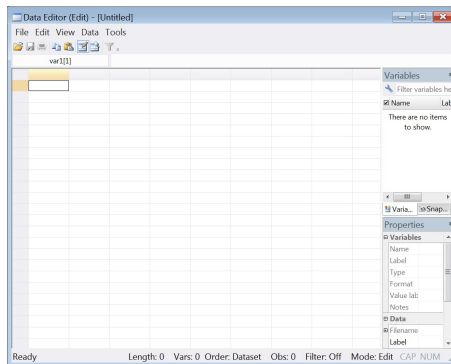 Data Editor (Edit) - [Untitled]
File Edit View Data Tools
var1[1]
Variables
Filter variables he
Name Lab
There are no items
to show.
Varia... Snap...
Properties
Variables
Name
Label
Type
Format
Value lab:
Notes
Data
Filename
Label
Ready Length: 0 Vars: 0 Order: Dataset Obs: 0 Filter: Off Mode: Edit CAP NUM